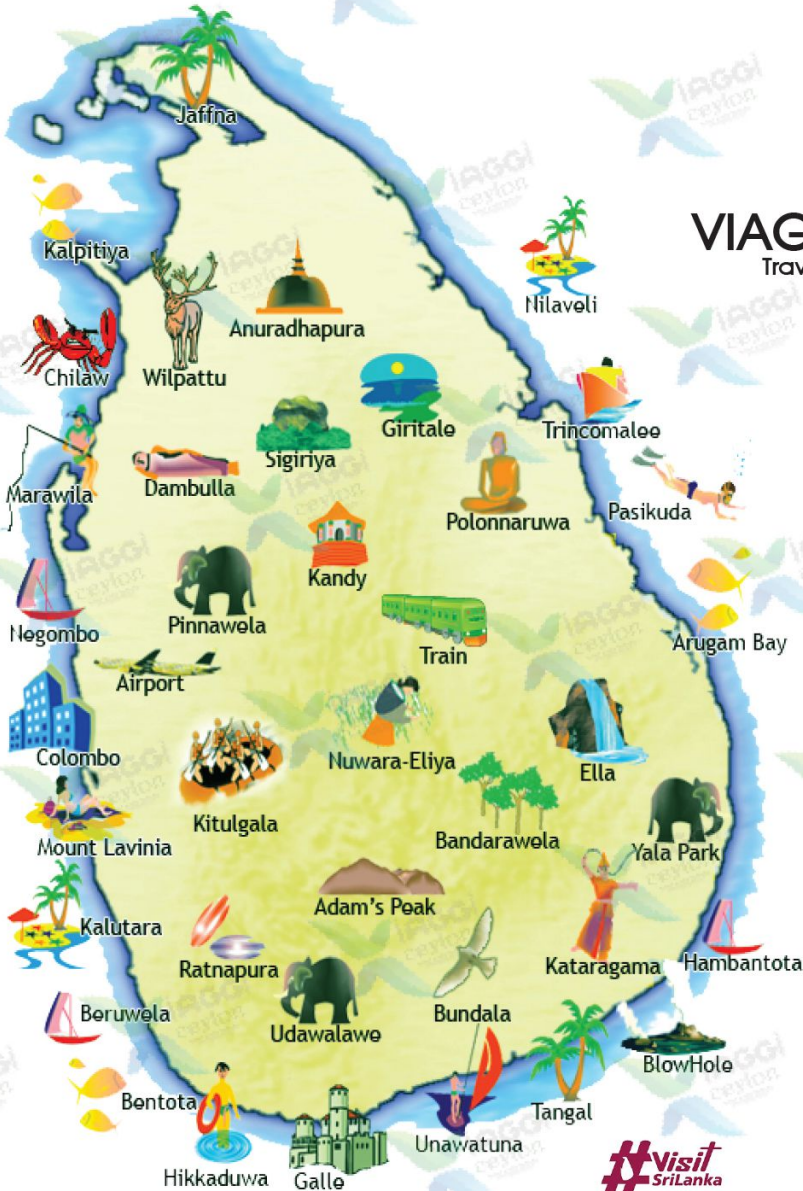 Jaffna
Kalpitiya
VIAG
Trav
Nilaveli
Anuradhapura
Chilaw
Wilpattu
Giritale
Trincomalee
Sigiriya
Marawila
Dambulla
Polonnaruwa
Pasikuda
Kandy
Pinnawela
Negombo
Train
Arugam Bay
Airport
Colombo
Nuwara-Eliya
Ella
Kitulgala
Bandarawela
Mount Lavinia
Yala Park
Adam's Peak
Kalutara
Ratnapura
Kataragama
Hambantota
Beruwela
Udawalawe
Bundala
BlowHole
Bentota
Tangal
Unawatuna
Hikkaduwa
Galle
#Visit
SriLanka
iAGGi
ceylon